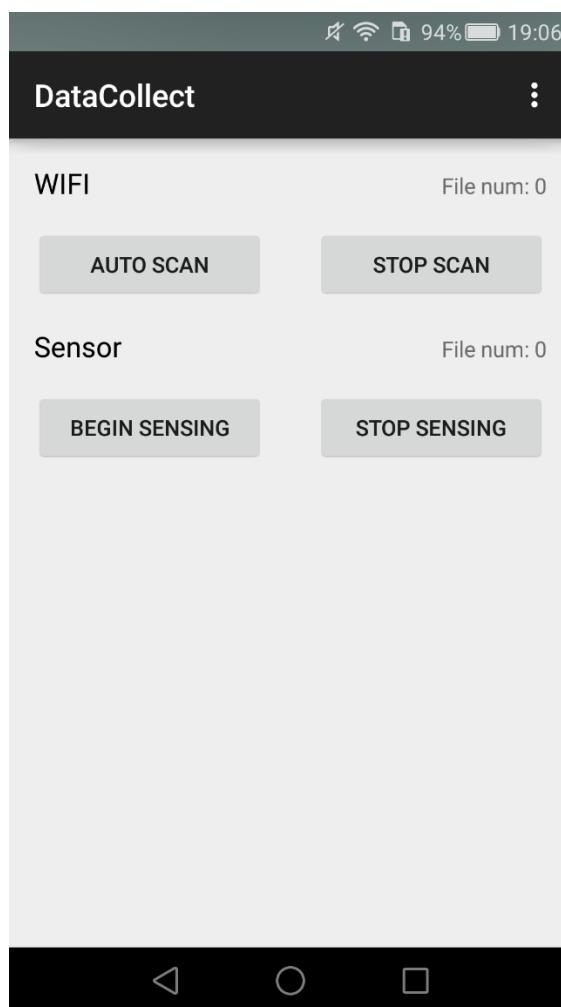 94% 19:06
DataCollect
WIFI File num: 0
AUTO SCAN STOP SCAN
Sensor File num: 0
BEGIN SENSING STOP SENSING